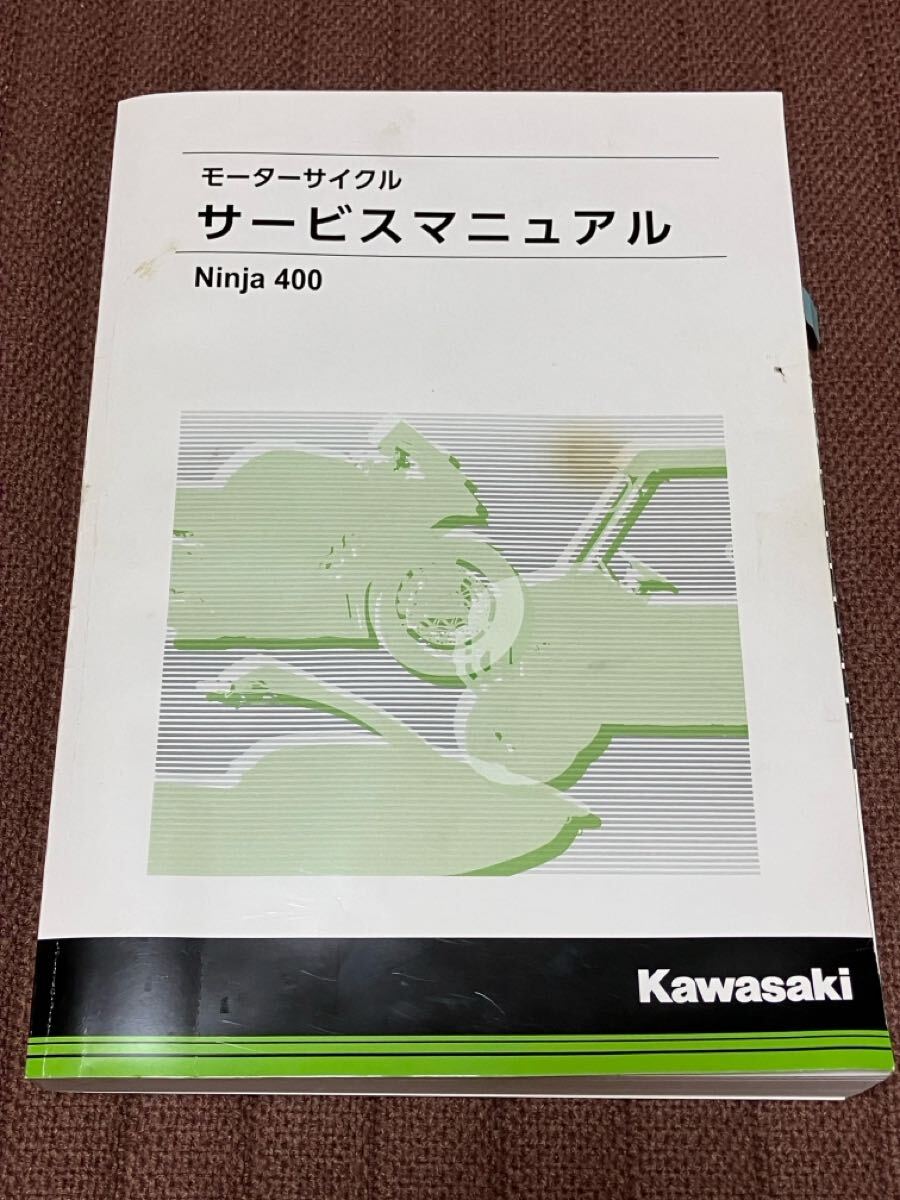 モーターサイクル
サービスマニュアル
Ninja 400
Kawasaki